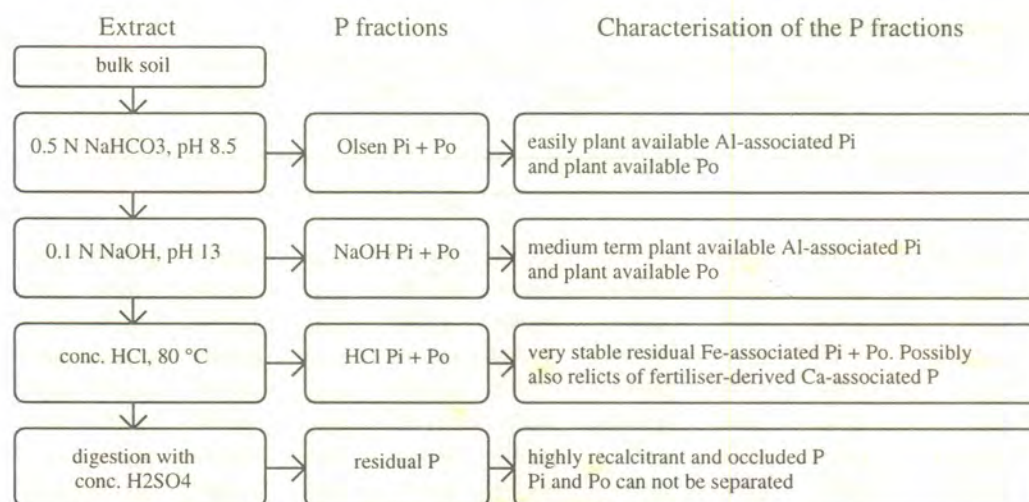 Extract P fractions Characterisation of the P fractions
bulk soil
0.5 N NaHCO3, pH 8.5
Olsen Pi + Po
easily plant available Al-associated Pi
and plant available Po
0.1 N NaOH, pH 13
NaOH Pi + Po
medium term plant available Al-associated Pi
and plant available Po
conc. HCl, 80 °C
HCl Pi + Po
very stable residual Fe-associated Pi + Po. Possibly
also relicts of fertiliser-derived Ca-associated P
digestion with
conc. H2SO4
residual P
highly recalcitrant and occluded P
Pi and Po can not be separated